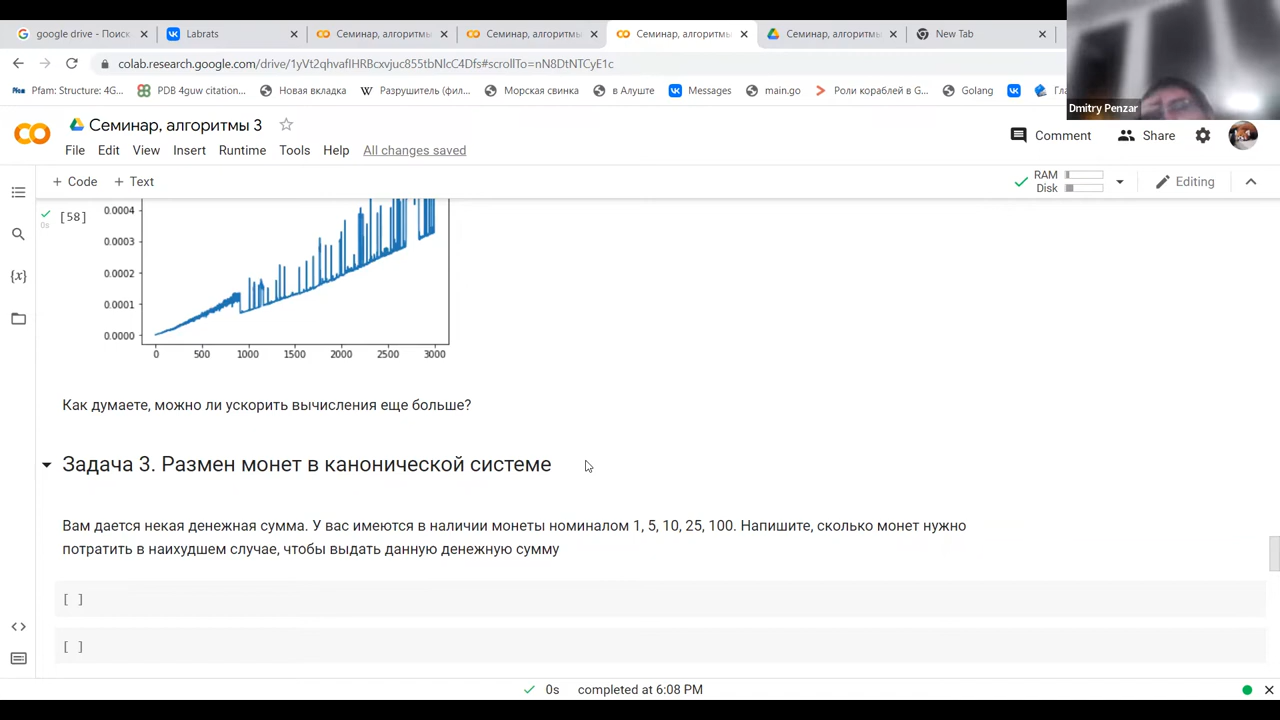 google drive - Поиск
Labrats
Семинар, алгоритмы
Семинар, алгоритмы
Семинар, алгоритмы
Семинар, алгоритмы
New Tab
colab.research.google.com/drive/1yVt2qhvaflHRBcxvjuc855tbNlcC4Dfs#scrollTo=nN8DtNTCyE1c
Pfam: Structure: 4G...
PDB 4guw citation...
Новая вкладка
Разрушитель (фил...
Морская свинка
в Алуште
Messages
main.go
Роли кораблей в G...
Golang
Dmitry Penzar
Семинар, алгоритмы 3
Comment
Share
File Edit View Insert Runtime Tools Help All changes saved
+ Code + Text
RAM
Disk
Editing
[58]
0.0004
0.0003
0.0002
0.0001
0.0000
0 500 1000 1500 2000 2500 3000
Как думаете, можно ли ускорить вычисления еще больше?
Задача 3. Размен монет в канонической системе
Вам дается некая денежная сумма. У вас имеются в наличии монеты номиналом 1, 5, 10, 25, 100. Напишите, сколько монет нужно
потратить в наихудшем случае, чтобы выдать данную денежную сумму
[ ]
[ ]
0s completed at 6:08 PM